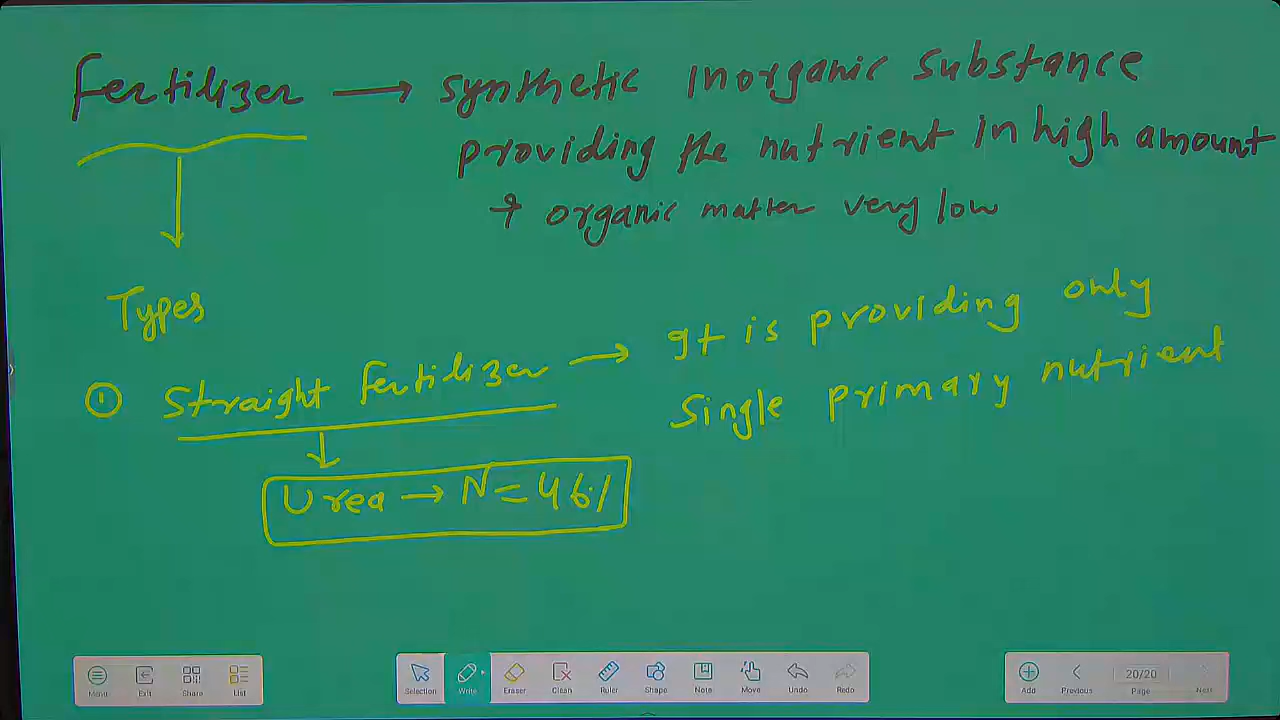 Fertilizer → synthetic inorganic substance
providing the nutrient in high amount
+ organic matter very low
Types
① Straight fertilizer → It is providing only
Single primary nutrient
Urea → N = 46%
Menu Exit Share List Selection Write Eraser Clean Ruler Shape Note Move Undo Redo Add Previous 20/20 Page Next